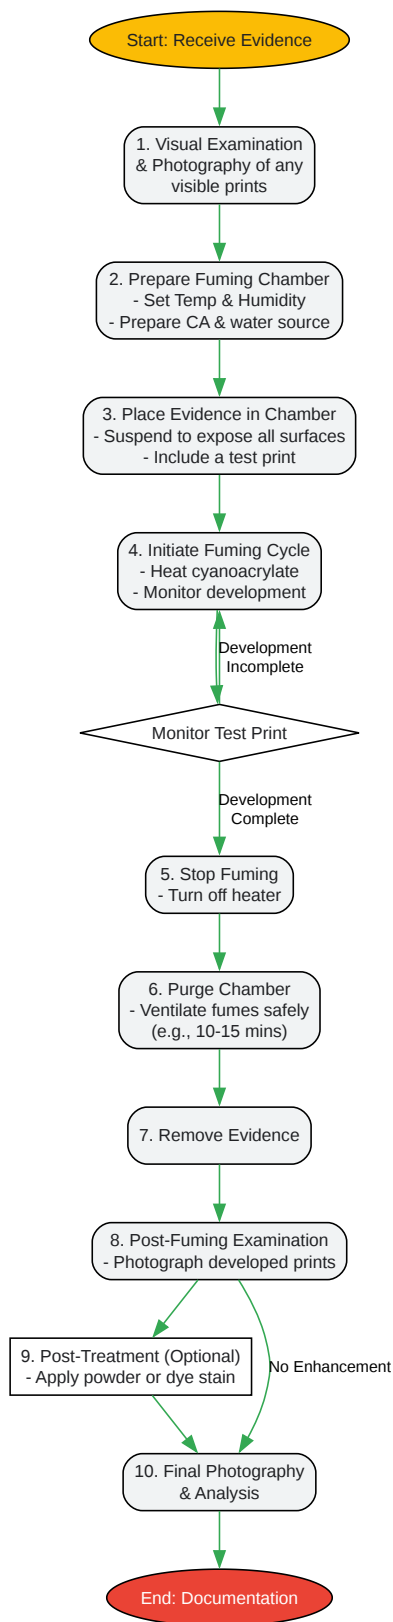 Start: Receive Evidence
1. Visual Examination
& Photography of any
visible prints
2. Prepare Fuming Chamber
- Set Temp & Humidity
- Prepare CA & water source
3. Place Evidence in Chamber
- Suspend to expose all surfaces
- Include a test print
4. Initiate Fuming Cycle
- Heat cyanoacrylate
- Monitor development
Development
Incomplete
Monitor Test Print
Development
Complete
5. Stop Fuming
- Turn off heater
6. Purge Chamber
- Ventilate fumes safely
(e.g., 10-15 mins)
7. Remove Evidence
8. Post-Fuming Examination
- Photograph developed prints
9. Post-Treatment (Optional)
- Apply powder or dye stain
No Enhancement
10. Final Photography
& Analysis
End: Documentation